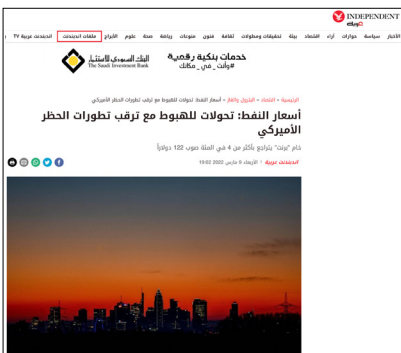 INDEPENDENT
عربية
الأخبار سياسة حوارات آراء اقتصاد بيئة تحقيقات ومطولات ثقافة فنون منوعات رياضة صحة علوم الأبراج ملفات اندبندنت اندبندنت عربية TV
البنك السعودي للاستثمار
The Saudi Investment Bank
خدمات بنكية رقمية
#وأنت_في_مكانك
الرئيسية » اقتصاد » البترول والغاز » أسعار النفط: تحولات للهبوط مع ترقب تطورات الحظر الأميركي
أسعار النفط: تحولات للهبوط مع ترقب تطورات الحظر
الأميركي
خام "برنت" يتراجع بأكثر من 4 في المئة صوب 122 دولاراً
اندبندنت عربية | الأربعاء 9 مارس 2022 10:02